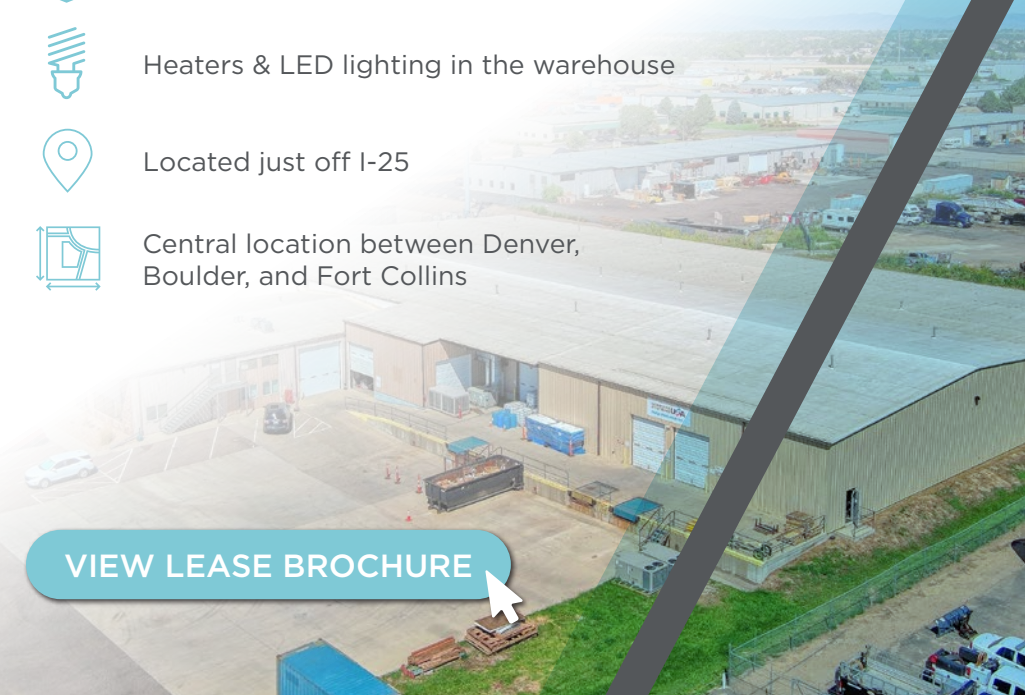 Heaters & LED lighting in the warehouse
Located just off I-25
Central location between Denver,
Boulder, and Fort Collins
VIEW LEASE BROCHURE